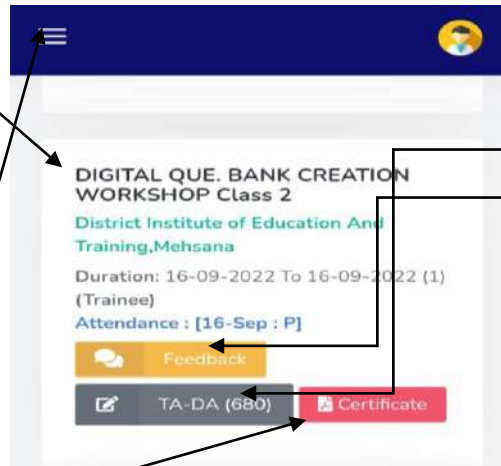 DIGITAL QUE. BANK CREATION
WORKSHOP Class 2
District Institute of Education And
Training,Mehsana
Duration: 16-09-2022 To 16-09-2022 (1)
(Trainee)
Attendance : [16-Sep : P]
Feedback
TA-DA (680)
Certificate